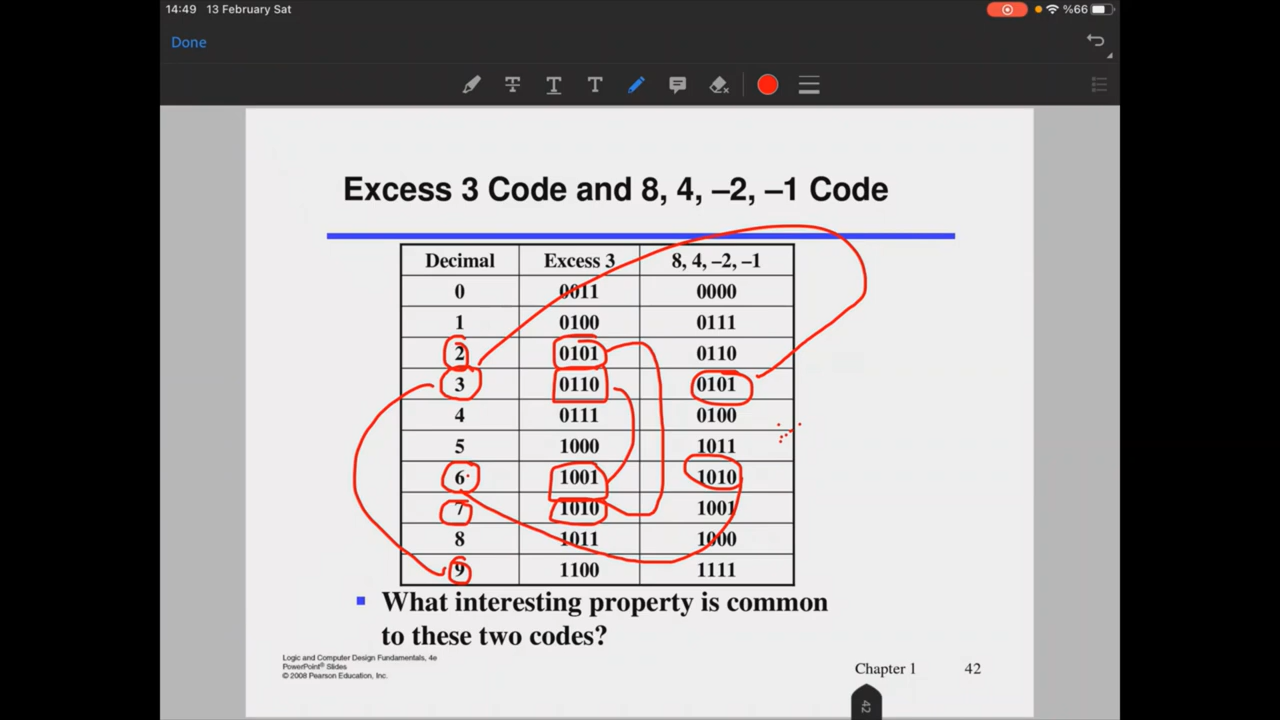 14:49 13 February Sat %66
Done
Excess 3 Code and 8, 4, –2, –1 Code
Decimal Excess 3 8, 4, –2, –1
0 0011 0000
1 0100 0111
2 0101 0110
3 0110 0101
4 0111 0100
5 1000 1011
6 1001 1010
7 1010 1001
8 1011 1000
9 1100 1111
What interesting property is common
to these two codes?
Logic and Computer Design Fundamentals, 4e
PowerPoint® Slides
© 2008 Pearson Education, Inc.
Chapter 1 42
42